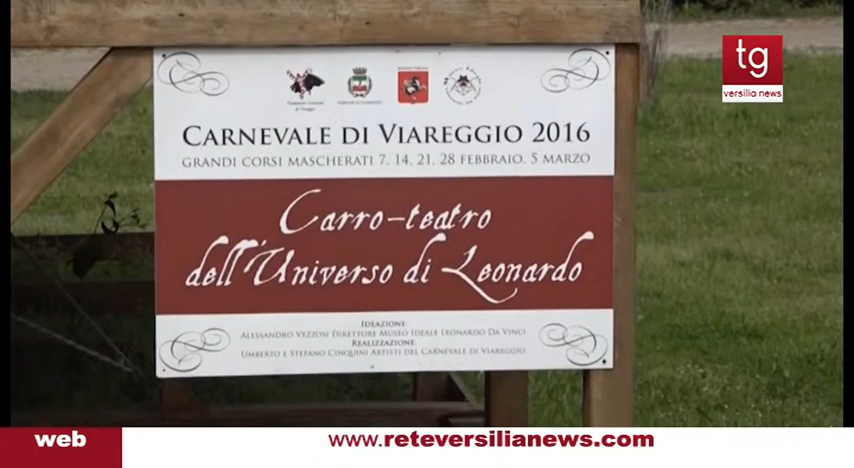 tg
versilia news
CARNEVALE DI VIAREGGIO 2016
GRANDI CORSI MASCHERATI 7, 14, 21, 28 FEBBRAIO, 5 MARZO
Carro-teatro
dell'Universo di Leonardo
IDEAZIONE:
ALESSANDRO VEZZOSI DIRETTORE MUSEO IDEALE LEONARDO DA VINCI
REALIZZAZIONE:
UMBERTO E STEFANO CINQUINI ARTISTI DEL CARNEVALE DI VIAREGGIO
web
www.reteversilianews.com